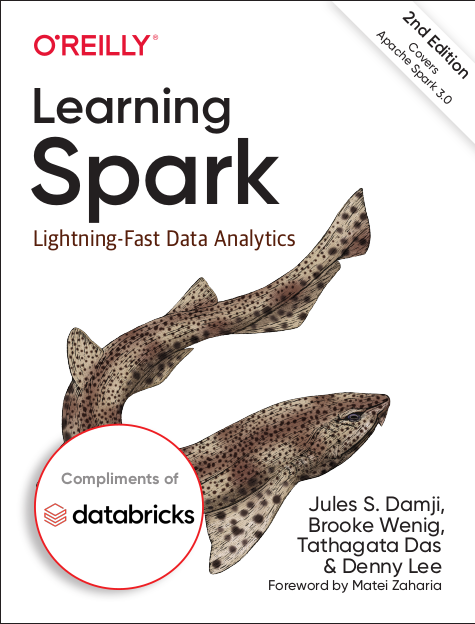 O'REILLY®
2nd Edition
Covers
Apache Spark 3.0
Learning
Spark
Lightning-Fast Data Analytics
Compliments of
databricks
Jules S. Damji,
Brooke Wenig,
Tathagata Das
& Denny Lee
Foreword by Matei Zaharia